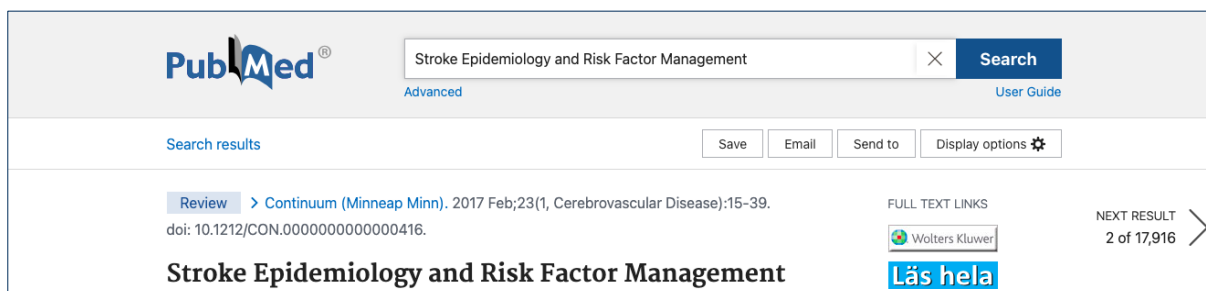 PubMed®
Stroke Epidemiology and Risk Factor Management
Search
Advanced
User Guide
Search results
Save
Email
Send to
Display options
Review
Continuum (Minneap Minn). 2017 Feb;23(1, Cerebrovascular Disease):15-39.
doi: 10.1212/CON.0000000000000416.
Stroke Epidemiology and Risk Factor Management
FULL TEXT LINKS
Wolters Kluwer
Läs hela
NEXT RESULT
2 of 17,916